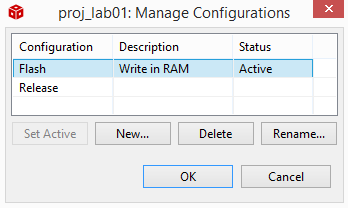 proj_lab01: Manage Configurations
Configuration Description Status
Flash Write in RAM Active
Release
Set Active New... Delete Rename...
OK Cancel